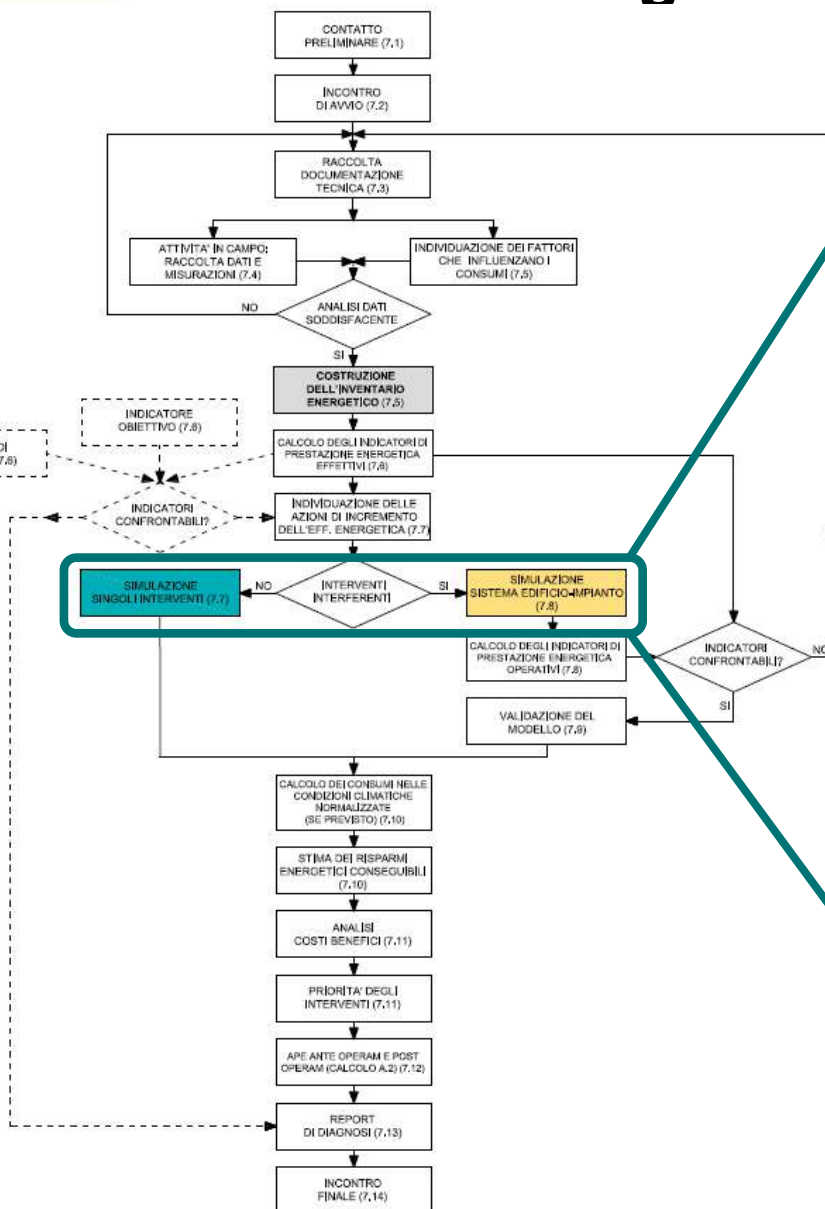 CONTATTO
PRELIMINARE (7.1)
INCONTRO
DI AVVIO (7.2)
RACCOLTA
DOCUMENTAZIONE
TECNICA (7.3)
ATTIVITA' IN CAMPO:
RACCOLTA DATI E
MISURAZIONI (7.4)
INDIVIDUAZIONE DEI FATTORI
CHE INFLUENZANO I
CONSUMI (7.5)
NO
ANALISI DATI
SODDISFACENTE
SI
COSTRUZIONE
DELL'INVENTARIO
ENERGETICO (7.5)
INDICATORE
OBIETTIVO (7.6)
DI
7.6)
CALCOLO DEGLI INDICATORI DI
PRESTAZIONE ENERGETICA
EFFETTIVI (7.6)
INDICATORI
CONFRONTABILI?
INDIVIDUAZIONE DELLE
AZIONI DI INCREMENTO
DELL'EFF. ENERGETICA (7.7)
SIMULAZIONE
SINGOLI INTERVENTI (7.7)
NO
INTERVENTI
INTERFERENTI
SI
SIMULAZIONE
SISTEMA EDIFICIO-IMPIANTO
(7.8)
CALCOLO DEGLI INDICATORI DI
PRESTAZIONE ENERGETICA
OPERATIVI (7.8)
INDICATORI
CONFRONTABILI?
NO
SI
VALIDAZIONE DEL
MODELLO (7.9)
CALCOLO DEI CONSUMI NELLE
CONDIZIONI CLIMATICHE
NORMALIZZATE
(SE PREVISTO) (7.10)
STIMA DEI RISPARMI
ENERGETICI CONSEGUIBILI
(7.10)
ANALISI
COSTI BENEFICI (7.11)
PRIORITA' DEGLI
INTERVENTI (7.11)
APE ANTE OPERAM E POST
OPERAM (CALCOLO A.2) (7.12)
REPORT
DI DIAGNOSI (7.13)
INCONTRO
FINALE (7.14)